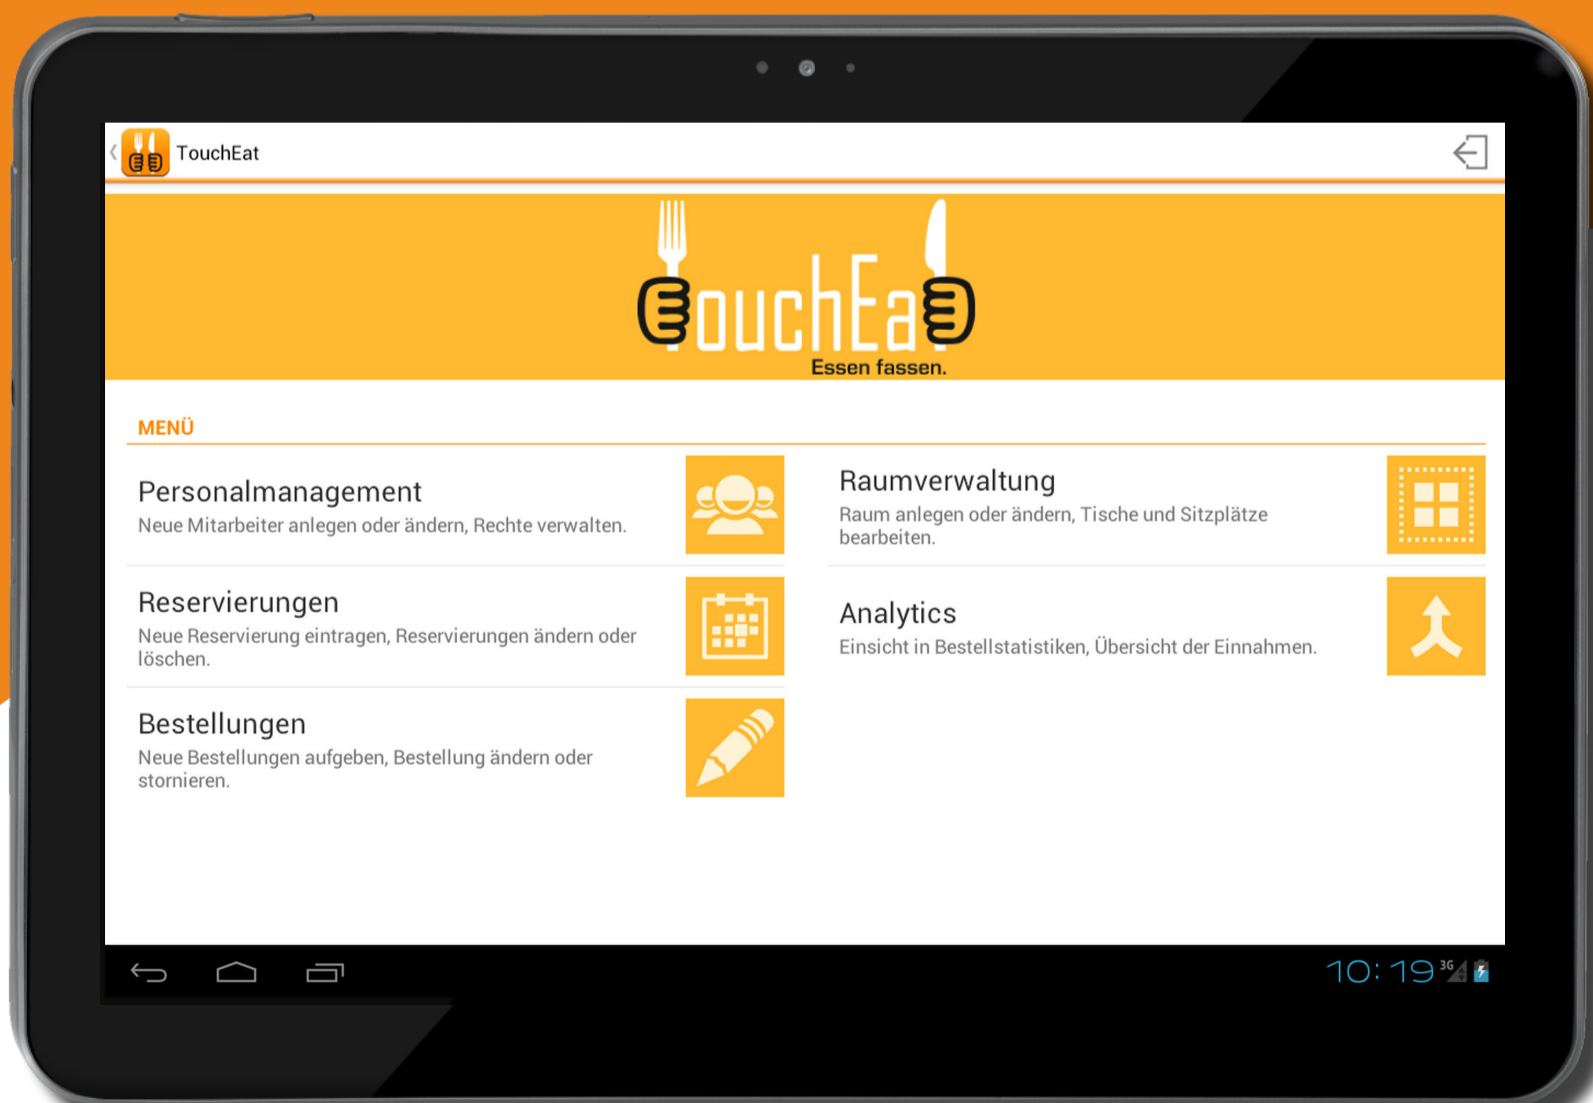 TouchEat
TouchEat
Essen fassen.
MENÜ
Personalmanagement
Neue Mitarbeiter anlegen oder ändern, Rechte verwalten.
Reservierungen
Neue Reservierung eintragen, Reservierungen ändern oder
löschen.
Bestellungen
Neue Bestellungen aufgeben, Bestellung ändern oder
stornieren.
Raumverwaltung
Raum anlegen oder ändern, Tische und Sitzplätze
bearbeiten.
Analytics
Einsicht in Bestellstatistiken, Übersicht der Einnahmen.
10:19 3G